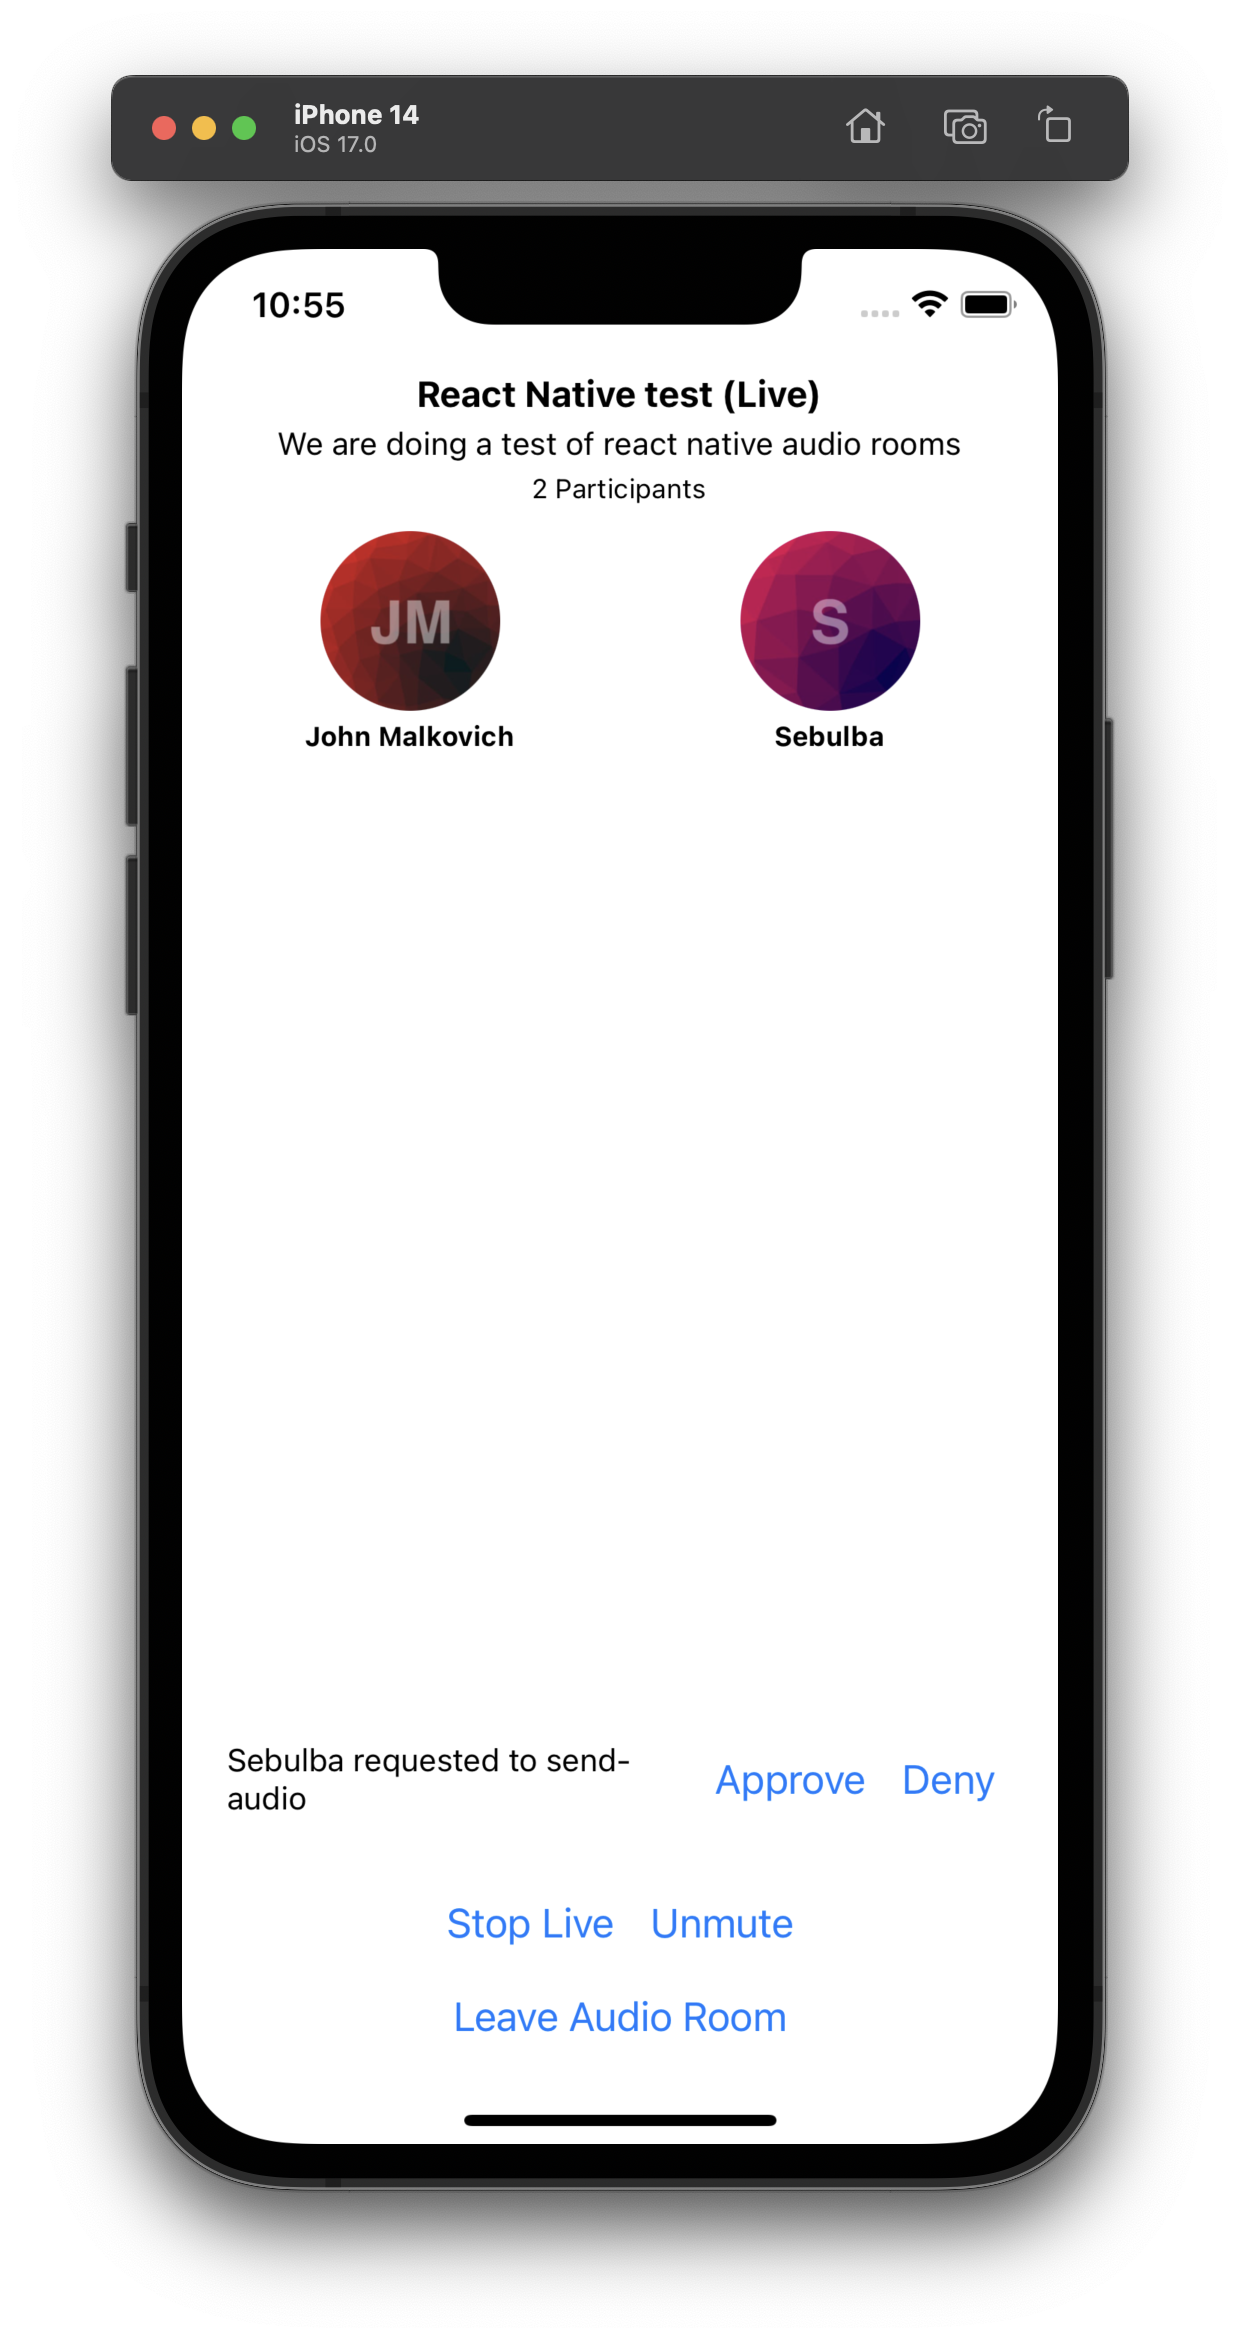 iPhone 14
iOS 17.0
10:55
React Native test (Live)
We are doing a test of react native audio rooms
2 Participants
JM
S
John Malkovich
Sebulba
Sebulba requested to send-
audio
Approve
Deny
Stop Live
Unmute
Leave Audio Room